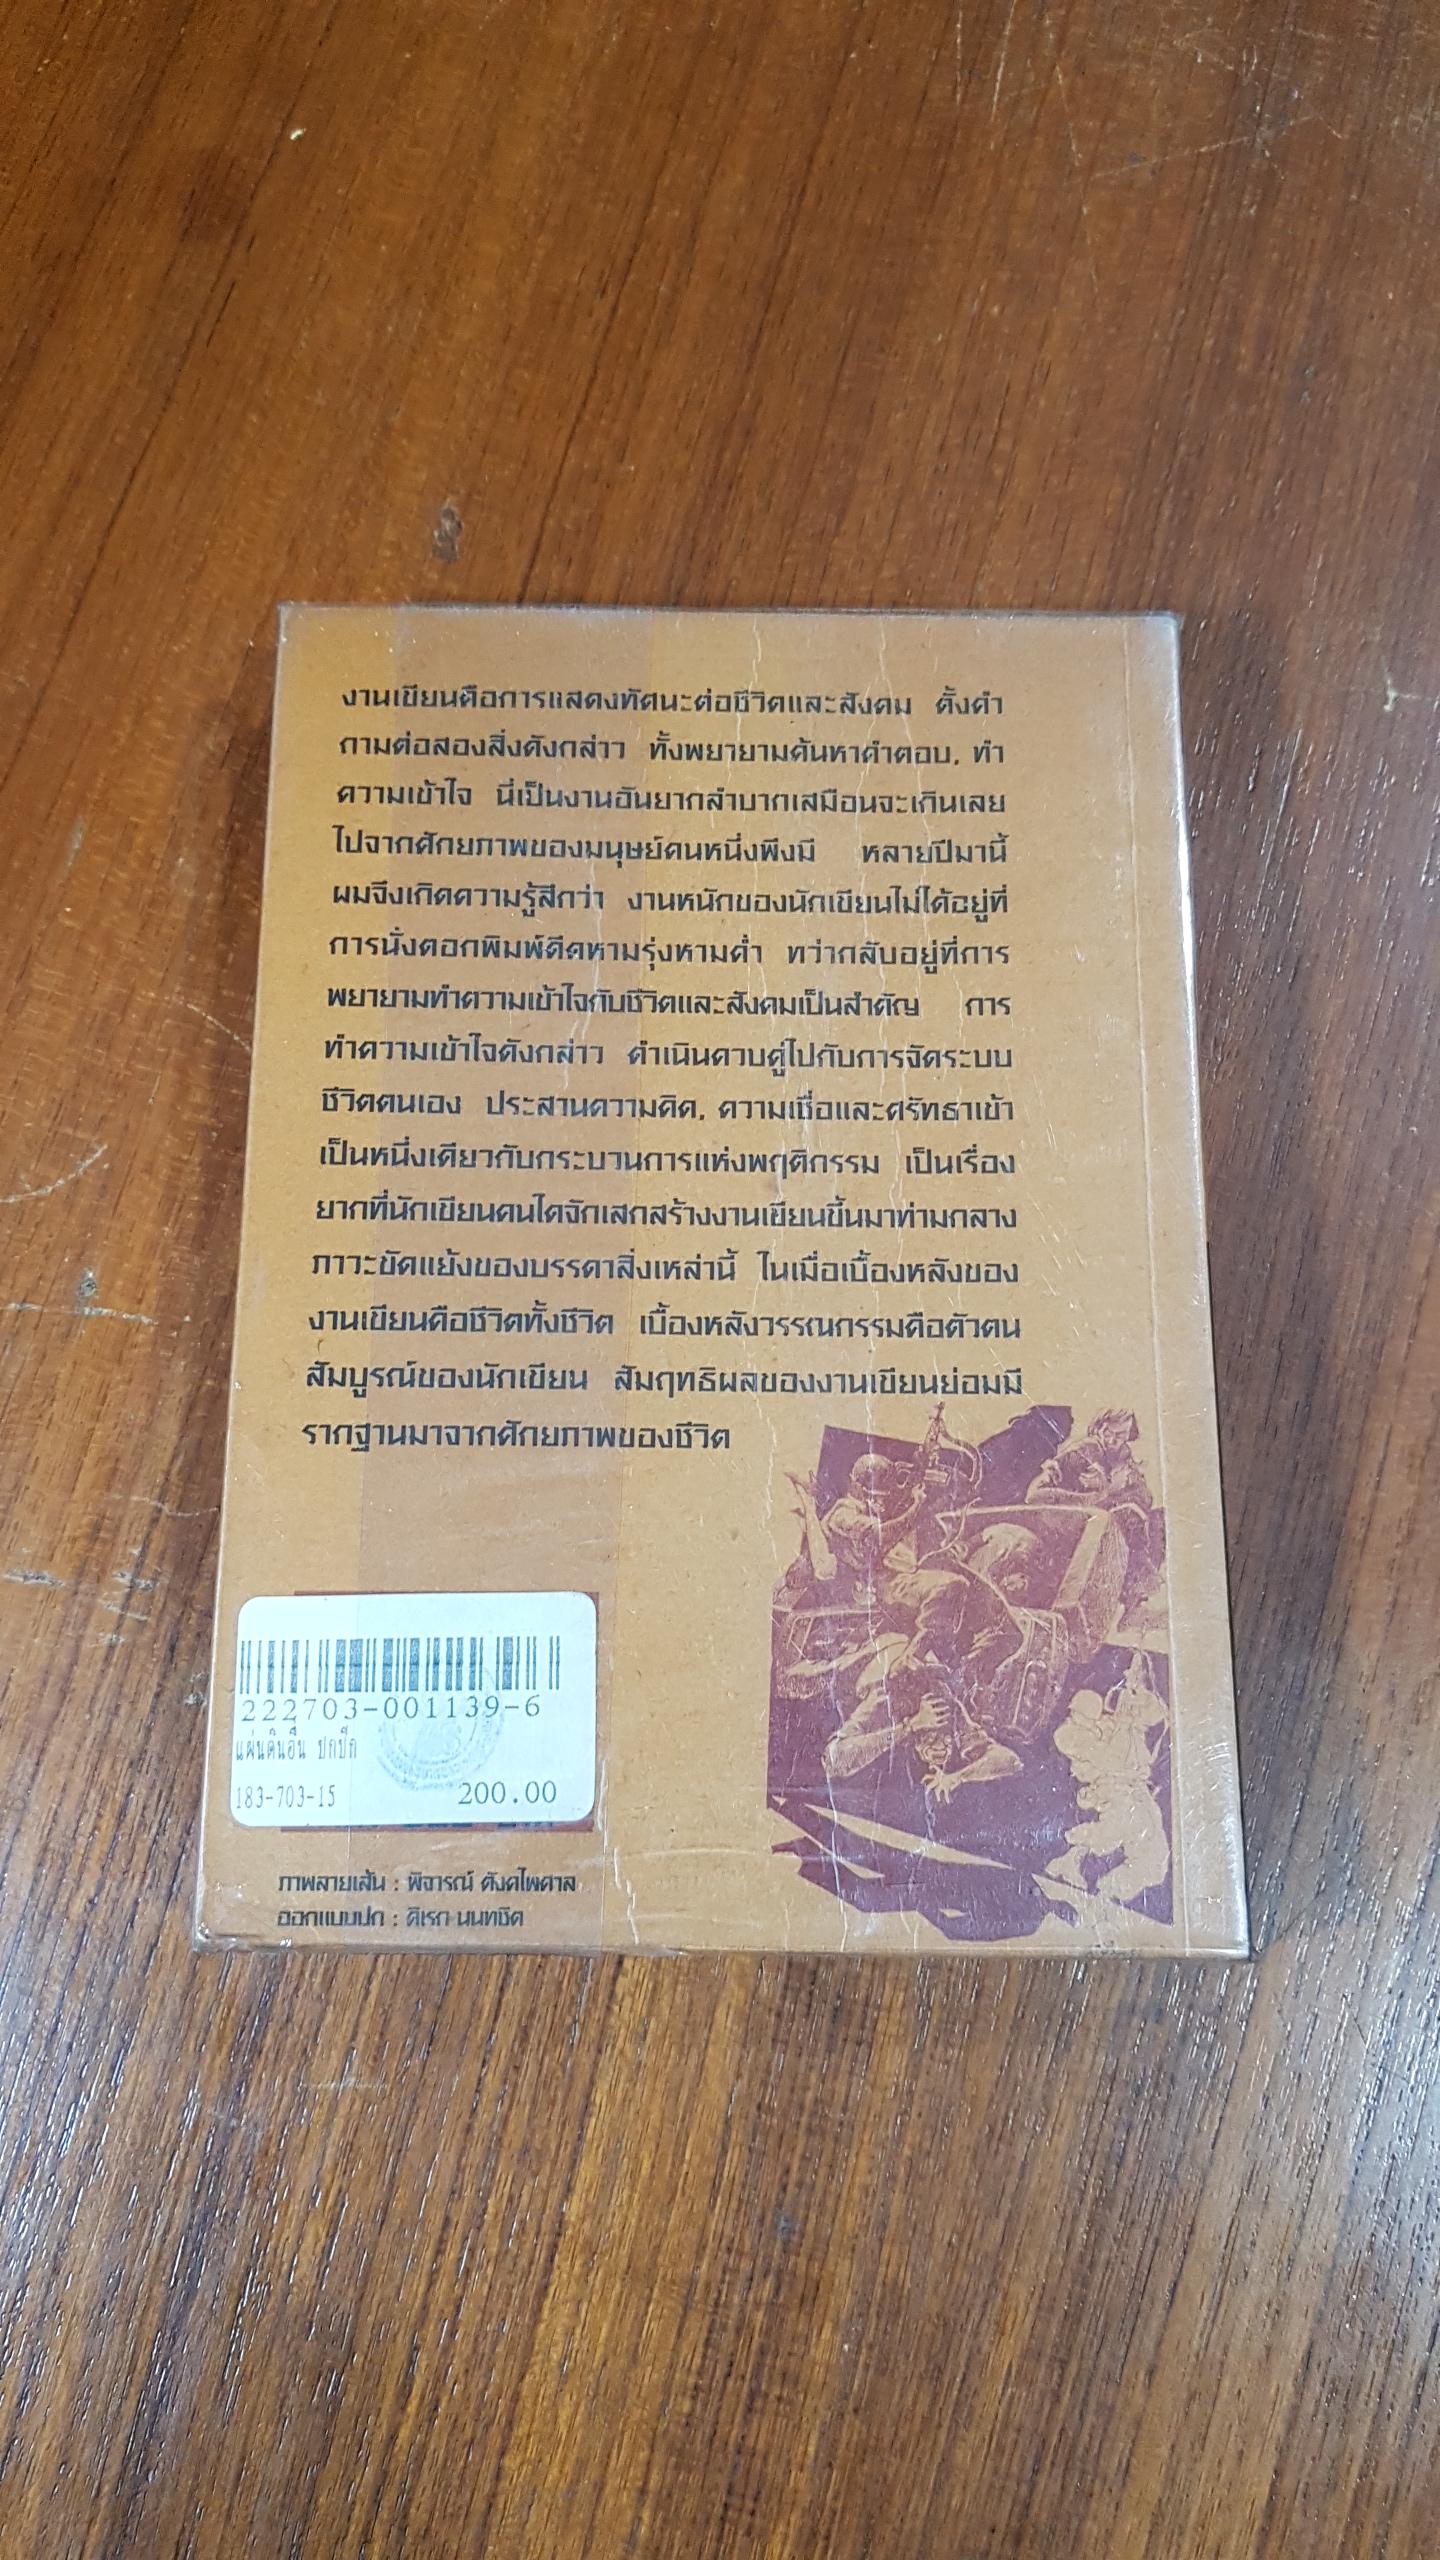 งานเขียนคือการแสดงทัศนะต่อชีวิตและสังคม ตั้งคำ
ถามต่อสองสิ่งดังกล่าว ทั้งพยายามค้นหาคำตอบ, ทำ
ความเข้าใจ นี่เป็นงานอันยากลำบากเสมือนจะเกินเลย
ไปจากศักยภาพของมนุษย์คนหนึ่งพึงมี หลายปีมานี้
ผมจึงเกิดความรู้สึกว่า งานหนักของนักเขียนไม่ได้อยู่ที่
การนั่งตอกพิมพ์ดีดหามรุ่งหามค่ำ ทว่ากลับอยู่ที่การ
พยายามทำความเข้าใจกับชีวิตและสังคมเป็นสำคัญ การ
ทำความเข้าใจดังกล่าว ดำเนินควบคู่ไปกับการจัดระบบ
ชีวิตตนเอง ประสานความคิด, ความเชื่อและศรัทธาเข้า
เป็นหนึ่งเดียวกับกระบวนการแห่งพฤติกรรม เป็นเรื่อง
ยากที่นักเขียนคนใดจักเสกสร้างงานเขียนขึ้นมาท่ามกลาง
ภาวะขัดแย้งของบรรดาสิ่งเหล่านี้ ในเมื่อเบื้องหลังของ
งานเขียนคือชีวิตทั้งชีวิต เบื้องหลังวรรณกรรมคือตัวตน
สัมบูรณ์ของนักเขียน สัมฤทธิผลของงานเขียนย่อมมี
รากฐานมาจากศักยภาพของชีวิต
222703-001139-6
แผ่นดินอื่น ปกปึก
183-703-15 200.00
ภาพลายเส้น : พิจารณ์ ตังคไพศาล
ออกแบบปก : ดิเรก นนทชิต